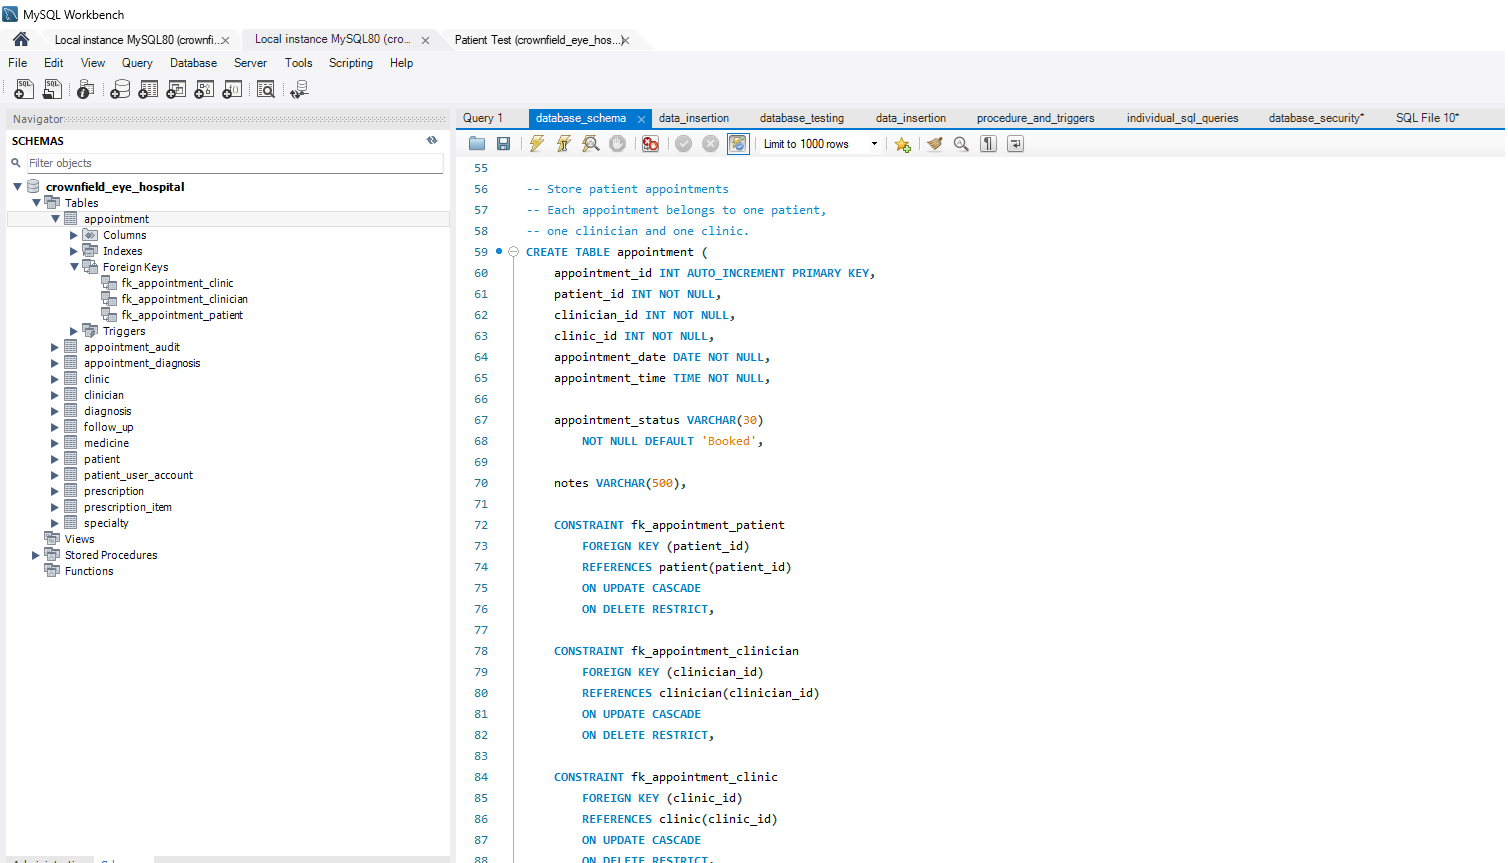 MySQL Workbench
Local instance MySQL80 (crownfi...
Local instance MySQL80 (cro...
Patient Test (crownfield_eye_hos...)
File Edit View Query Database Server Tools Scripting Help
Navigator
SCHEMAS
Filter objects
crownfield_eye_hospital
Tables
appointment
Columns
Indexes
Foreign Keys
fk_appointment_clinic
fk_appointment_clinician
fk_appointment_patient
Triggers
appointment_audit
appointment_diagnosis
clinic
clinician
diagnosis
follow_up
medicine
patient
patient_user_account
prescription
prescription_item
specialty
Views
Stored Procedures
Functions
Query 1 database_schema data_insertion database_testing data_insertion procedure_and_triggers individual_sql_queries database_security* SQL File 10*
Limit to 1000 rows
55
56 -- Store patient appointments
57 -- Each appointment belongs to one patient,
58 -- one clinician and one clinic.
59 CREATE TABLE appointment (
60 appointment_id INT AUTO_INCREMENT PRIMARY KEY,
61 patient_id INT NOT NULL,
62 clinician_id INT NOT NULL,
63 clinic_id INT NOT NULL,
64 appointment_date DATE NOT NULL,
65 appointment_time TIME NOT NULL,
66
67 appointment_status VARCHAR(30)
68 NOT NULL DEFAULT 'Booked',
69
70 notes VARCHAR(500),
71
72 CONSTRAINT fk_appointment_patient
73 FOREIGN KEY (patient_id)
74 REFERENCES patient(patient_id)
75 ON UPDATE CASCADE
76 ON DELETE RESTRICT,
77
78 CONSTRAINT fk_appointment_clinician
79 FOREIGN KEY (clinician_id)
80 REFERENCES clinician(clinician_id)
81 ON UPDATE CASCADE
82 ON DELETE RESTRICT,
83
84 CONSTRAINT fk_appointment_clinic
85 FOREIGN KEY (clinic_id)
86 REFERENCES clinic(clinic_id)
87 ON UPDATE CASCADE
88 ON DELETE RESTRICT,